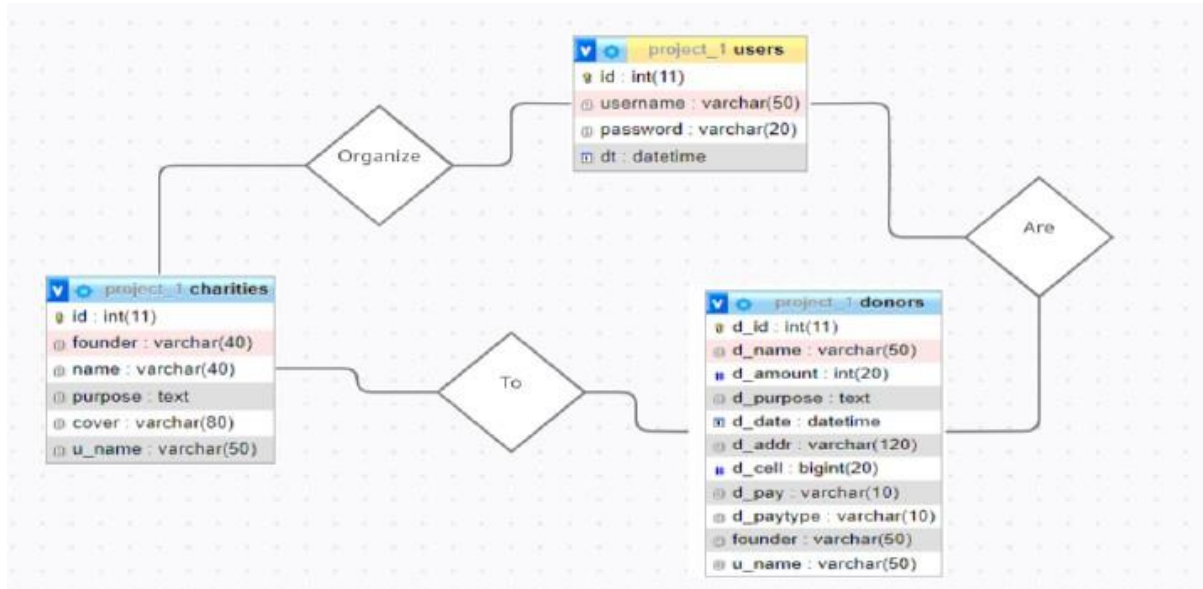 project_1 users
id : int(11)
username : varchar(50)
password : varchar(20)
dt : datetime
Organize
Are
project_1 charities
id : int(11)
founder : varchar(40)
name : varchar(40)
purpose : text
cover : varchar(80)
u_name : varchar(50)
To
project_1 donors
d_id : int(11)
d_name : varchar(50)
d_amount : int(20)
d_purpose : text
d_date : datetime
d_addr : varchar(120)
d_cell : bigint(20)
d_pay : varchar(10)
d_paytype : varchar(10)
founder : varchar(50)
u_name : varchar(50)